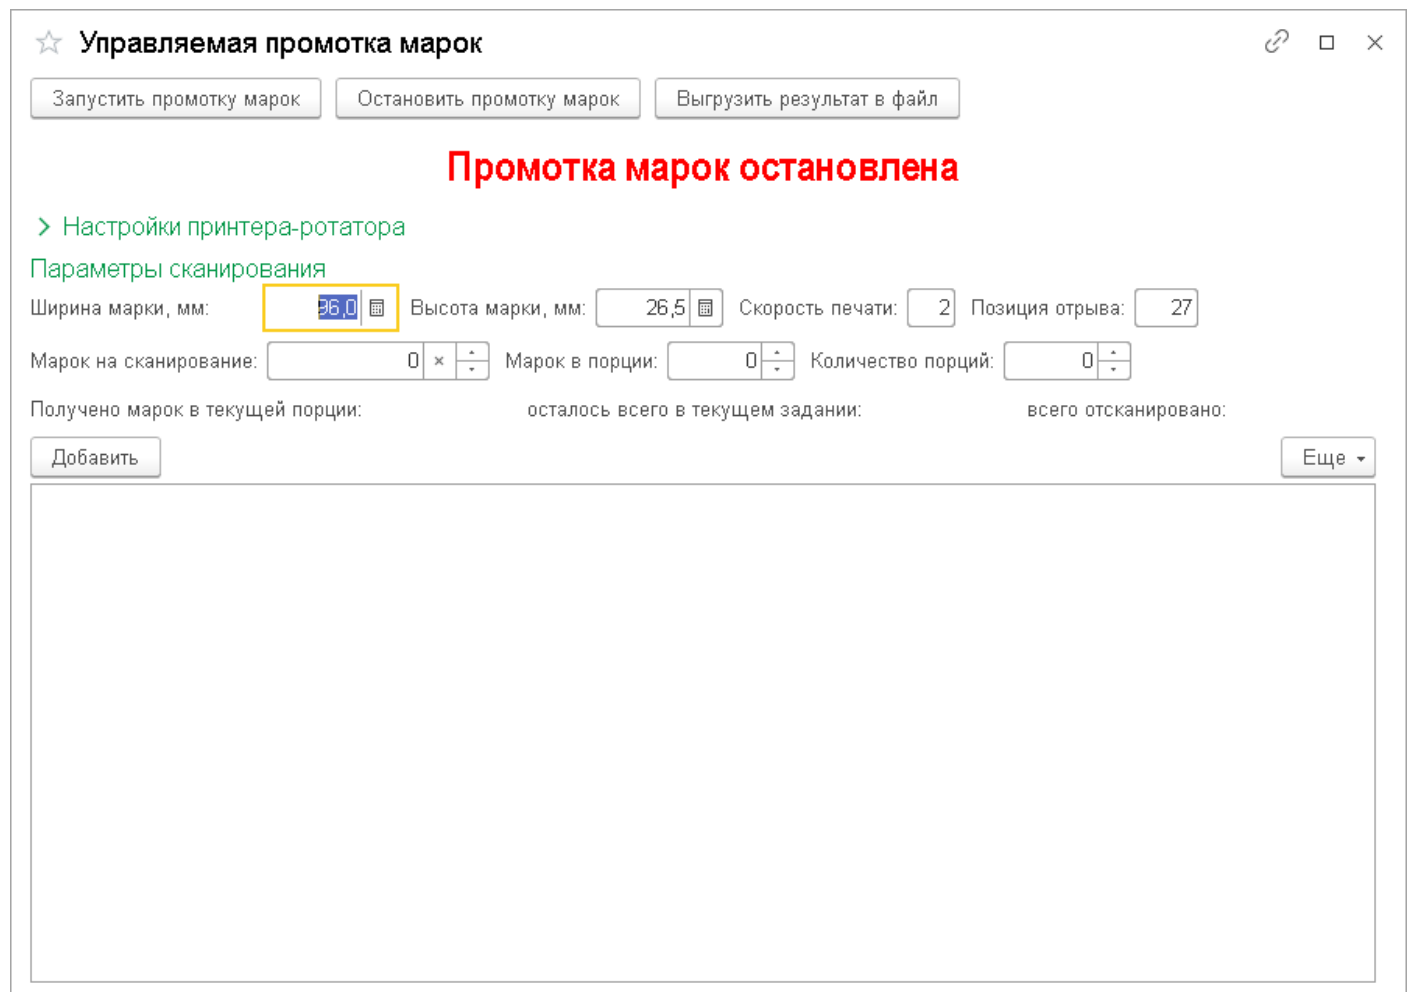 Управляемая промотка марок
Запустить промотку марок Остановить промотку марок Выгрузить результат в файл
Промотка марок остановлена
Настройки принтера-ротатора
Параметры сканирования
Ширина марки, мм: 96,0 Высота марки, мм: 26,5 Скорость печати: 2 Позиция отрыва: 27
Марок на сканирование: 0 Марок в порции: 0 Количество порций: 0
Получено марок в текущей порции: осталось всего в текущем задании: всего отсканировано:
Добавить Еще